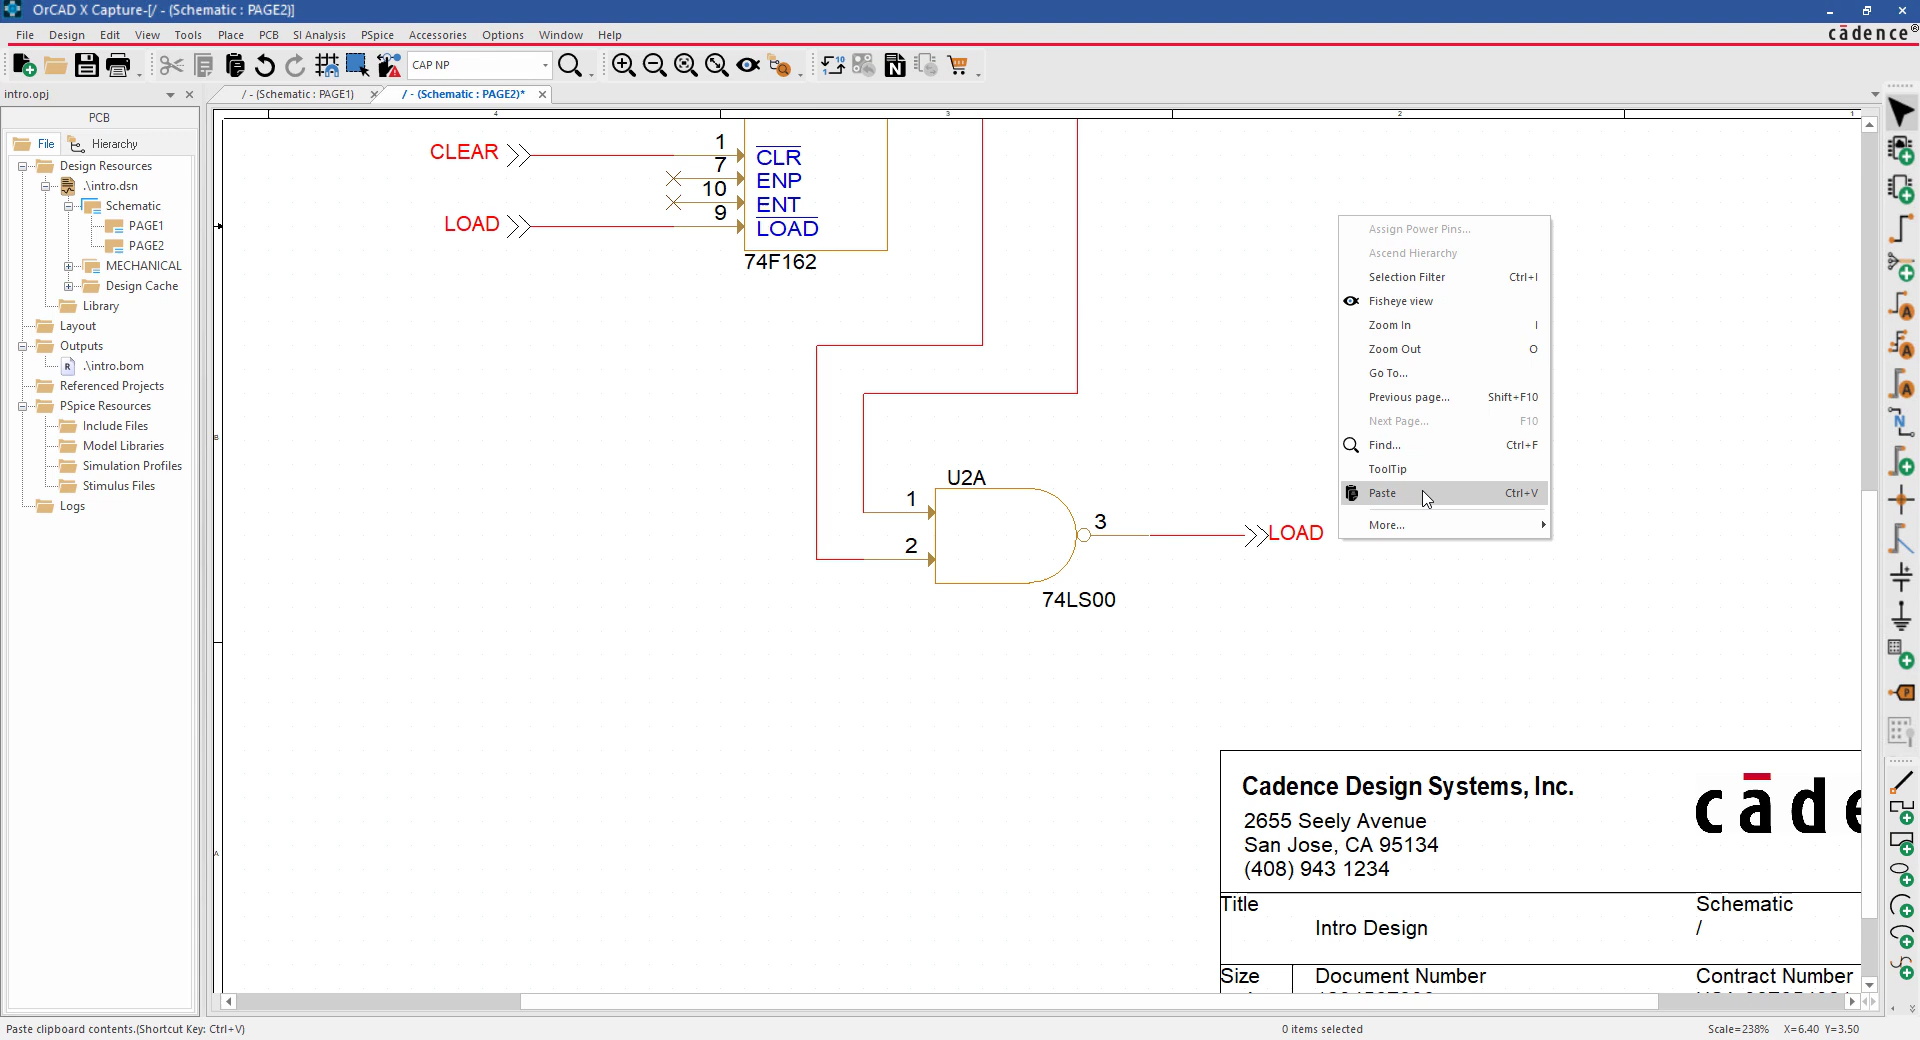 OrCAD X Capture-[/ - (Schematic : PAGE2)]
File Design Edit View Tools Place PCB SI Analysis PSpice Accessories Options Window Help
cādence®
CAP NP
intro.opj
/ - (Schematic : PAGE1)
/ - (Schematic : PAGE2)*
PCB
File
Hierarchy
Design Resources
.\intro.dsn
Schematic
PAGE1
PAGE2
MECHANICAL
Design Cache
Library
Layout
Outputs
.\intro.bom
Referenced Projects
PSpice Resources
Include Files
Model Libraries
Simulation Profiles
Stimulus Files
Logs
4 3 2 1
B
A
CLEAR
1
CLR
7
ENP
10
ENT
LOAD
9
LOAD
74F162
U2A
1
2
3
LOAD
74LS00
Assign Power Pins...
Ascend Hierarchy
Selection Filter Ctrl+I
Fisheye view
Zoom In I
Zoom Out O
Go To...
Previous page... Shift+F10
Next Page... F10
Find... Ctrl+F
ToolTip
Paste Ctrl+V
More...
Cadence Design Systems, Inc.
2655 Seely Avenue
San Jose, CA 95134
(408) 943 1234
cāde
Title
Intro Design
Schematic
/
Size
Document Number
Contract Number
Paste clipboard contents.(Shortcut Key: Ctrl+V)
0 items selected
Scale=238% X=6.40 Y=3.50